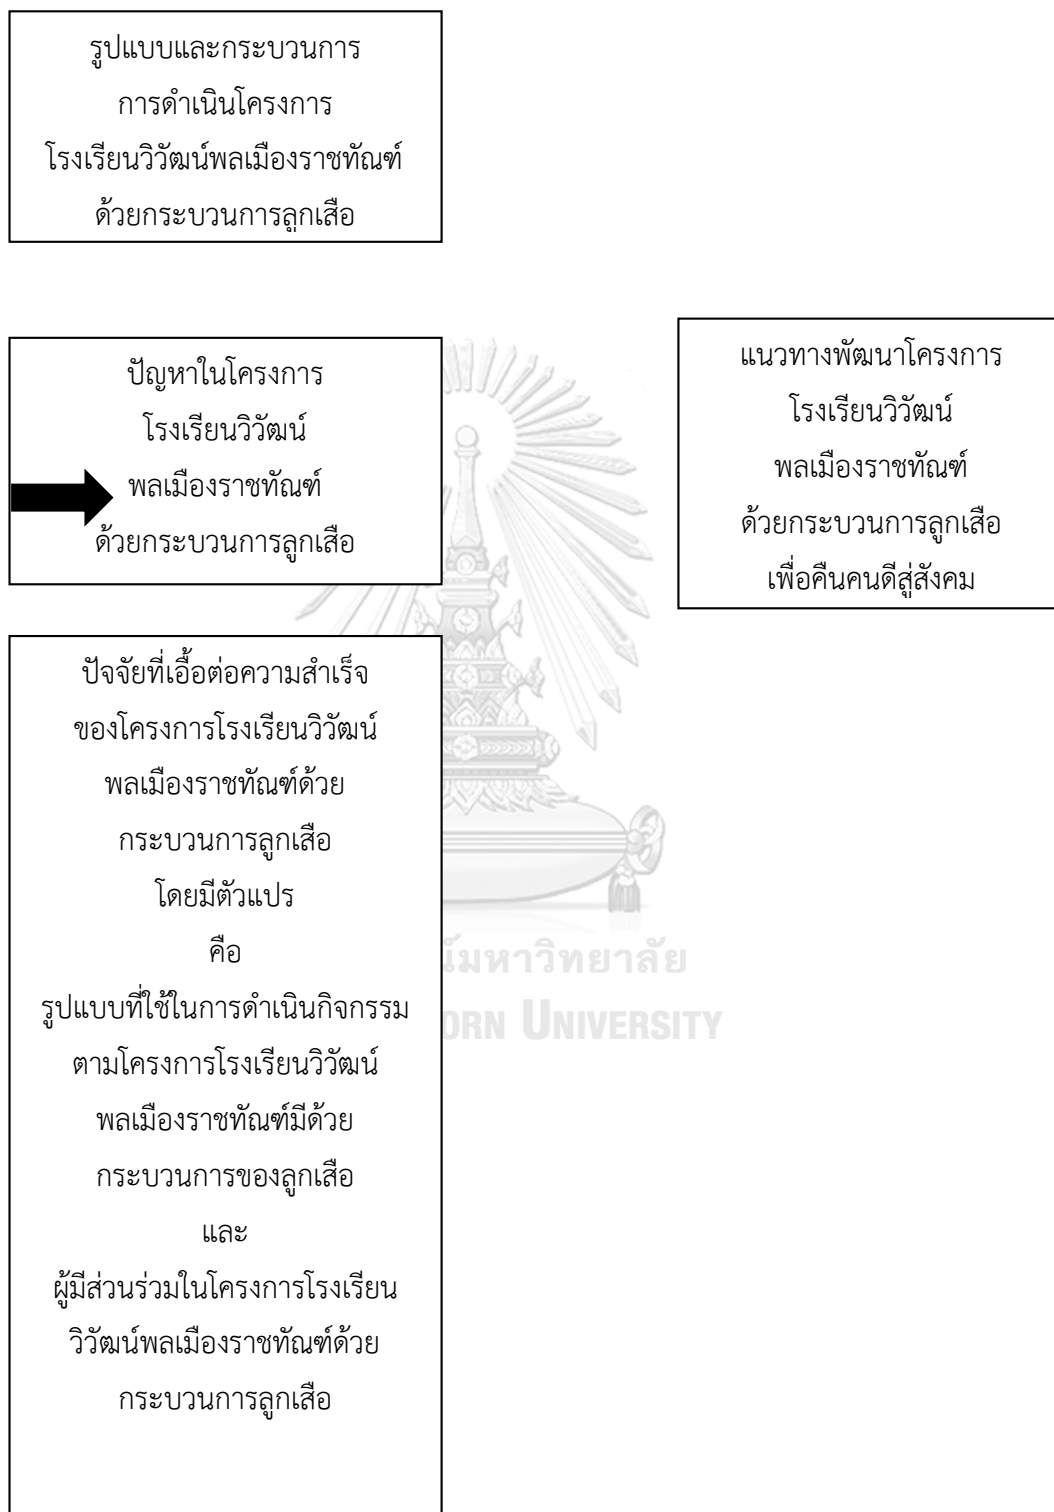 รูปแบบและกระบวนการ
การดำเนินโครงการ
โรงเรียนวิวัฒน์พลเมืองราชทัณฑ์
ด้วยกระบวนการลูกเสือ
ปัญหาในโครงการ
โรงเรียนวิวัฒน์
พลเมืองราชทัณฑ์
ด้วยกระบวนการลูกเสือ
แนวทางพัฒนาโครงการ
โรงเรียนวิวัฒน์
พลเมืองราชทัณฑ์
ด้วยกระบวนการลูกเสือ
เพื่อคืนคนดีสู่สังคม
ปัจจัยที่เอื้อต่อความสำเร็จ
ของโครงการโรงเรียนวิวัฒน์
พลเมืองราชทัณฑ์ด้วย
กระบวนการลูกเสือ
โดยมีตัวแปร
คือ
รูปแบบที่ใช้ในการดำเนินกิจกรรม
ตามโครงการโรงเรียนวิวัฒน์
พลเมืองราชทัณฑ์มีด้วย
กระบวนการของลูกเสือ
และ
ผู้มีส่วนร่วมในโครงการโรงเรียน
วิวัฒน์พลเมืองราชทัณฑ์ด้วย
กระบวนการลูกเสือ
น์มหาวิทยาลัย
ORN UNIVERSITY